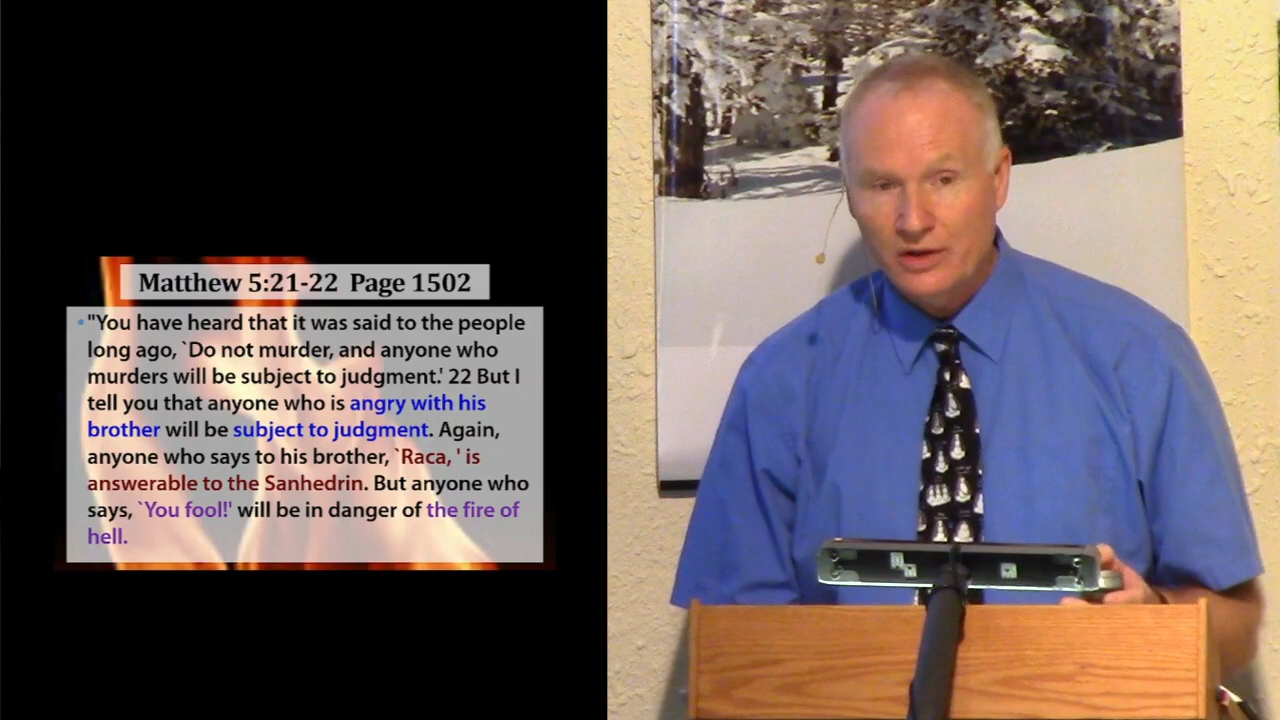 Matthew 5:21-22 Page 1502
• "You have heard that it was said to the people
long ago, `Do not murder, and anyone who
murders will be subject to judgment.' 22 But I
tell you that anyone who is angry with his
brother will be subject to judgment. Again,
anyone who says to his brother, `Raca, ' is
answerable to the Sanhedrin. But anyone who
says, `You fool!' will be in danger of the fire of
hell.